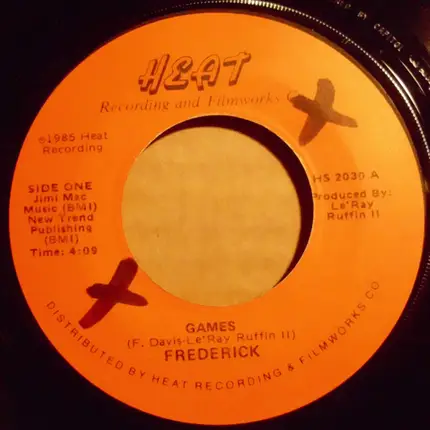 HEAT
Recording and Filmworks
℗1985 Heat
Recording
SIDE ONE
Jimi Mac
Music (BMI)
New Trend
Publishing
(BMI)
Time: 4:09
HS 2030 A
Produced By:
Le'Ray
Ruffin II
GAMES
(F. Davis-Le'Ray Ruffin II)
FREDERICK
DISTRIBUTED BY HEAT RECORDING & FILMWORKS CO